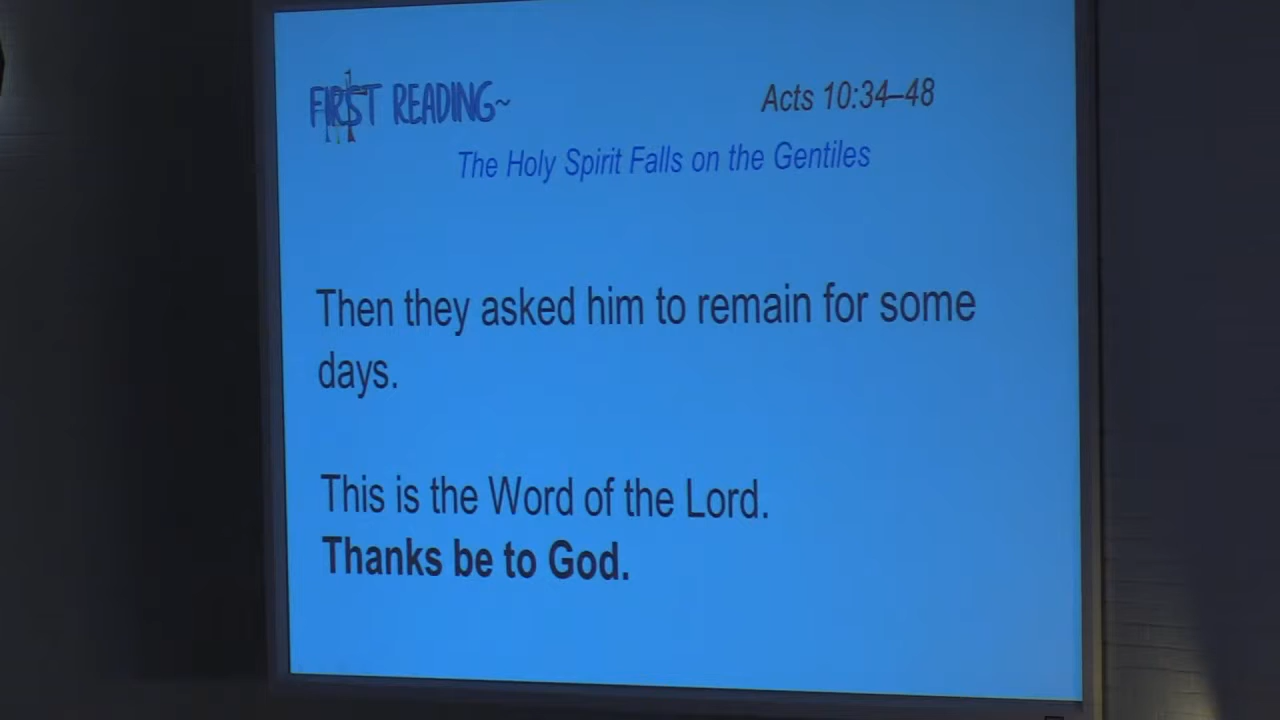 FIRST READING~
Acts 10:34–48
The Holy Spirit Falls on the Gentiles
Then they asked him to remain for some
days.
This is the Word of the Lord.
Thanks be to God.